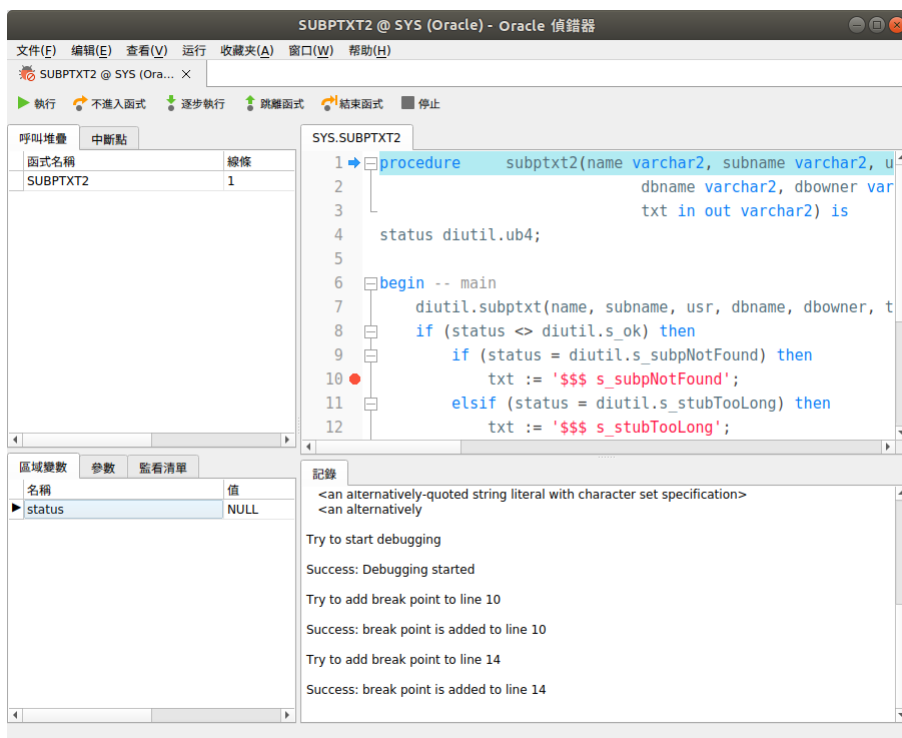 SUBPTXT2 @ SYS (Oracle) - Oracle 偵錯器
文件(F) 编辑(E) 查看(V) 运行 收藏夹(A) 窗口(W) 帮助(H)
SUBPTXT2 @ SYS (Ora... ×
執行 不進入函式 逐步執行 跳離函式 結束函式 停止
呼叫堆疊 中斷點
函式名稱 線條
SUBPTXT2 1
SYS.SUBPTXT2
1 procedure subptxt2(name varchar2, subname varchar2, u
2 dbname varchar2, dbowner var
3 txt in out varchar2) is
4 status diutil.ub4;
5
6 begin -- main
7 diutil.subptxt(name, subname, usr, dbname, dbowner, t
8 if (status <> diutil.s_ok) then
9 if (status = diutil.s_subpNotFound) then
10 txt := '$$$ s_subpNotFound';
11 elsif (status = diutil.s_stubTooLong) then
12 txt := '$$$ s_stubTooLong';
區域變數 參數 監看清單
名稱 值
status NULL
記錄
<an alternatively-quoted string literal with character set specification>
<an alternatively
Try to start debugging
Success: Debugging started
Try to add break point to line 10
Success: break point is added to line 10
Try to add break point to line 14
Success: break point is added to line 14